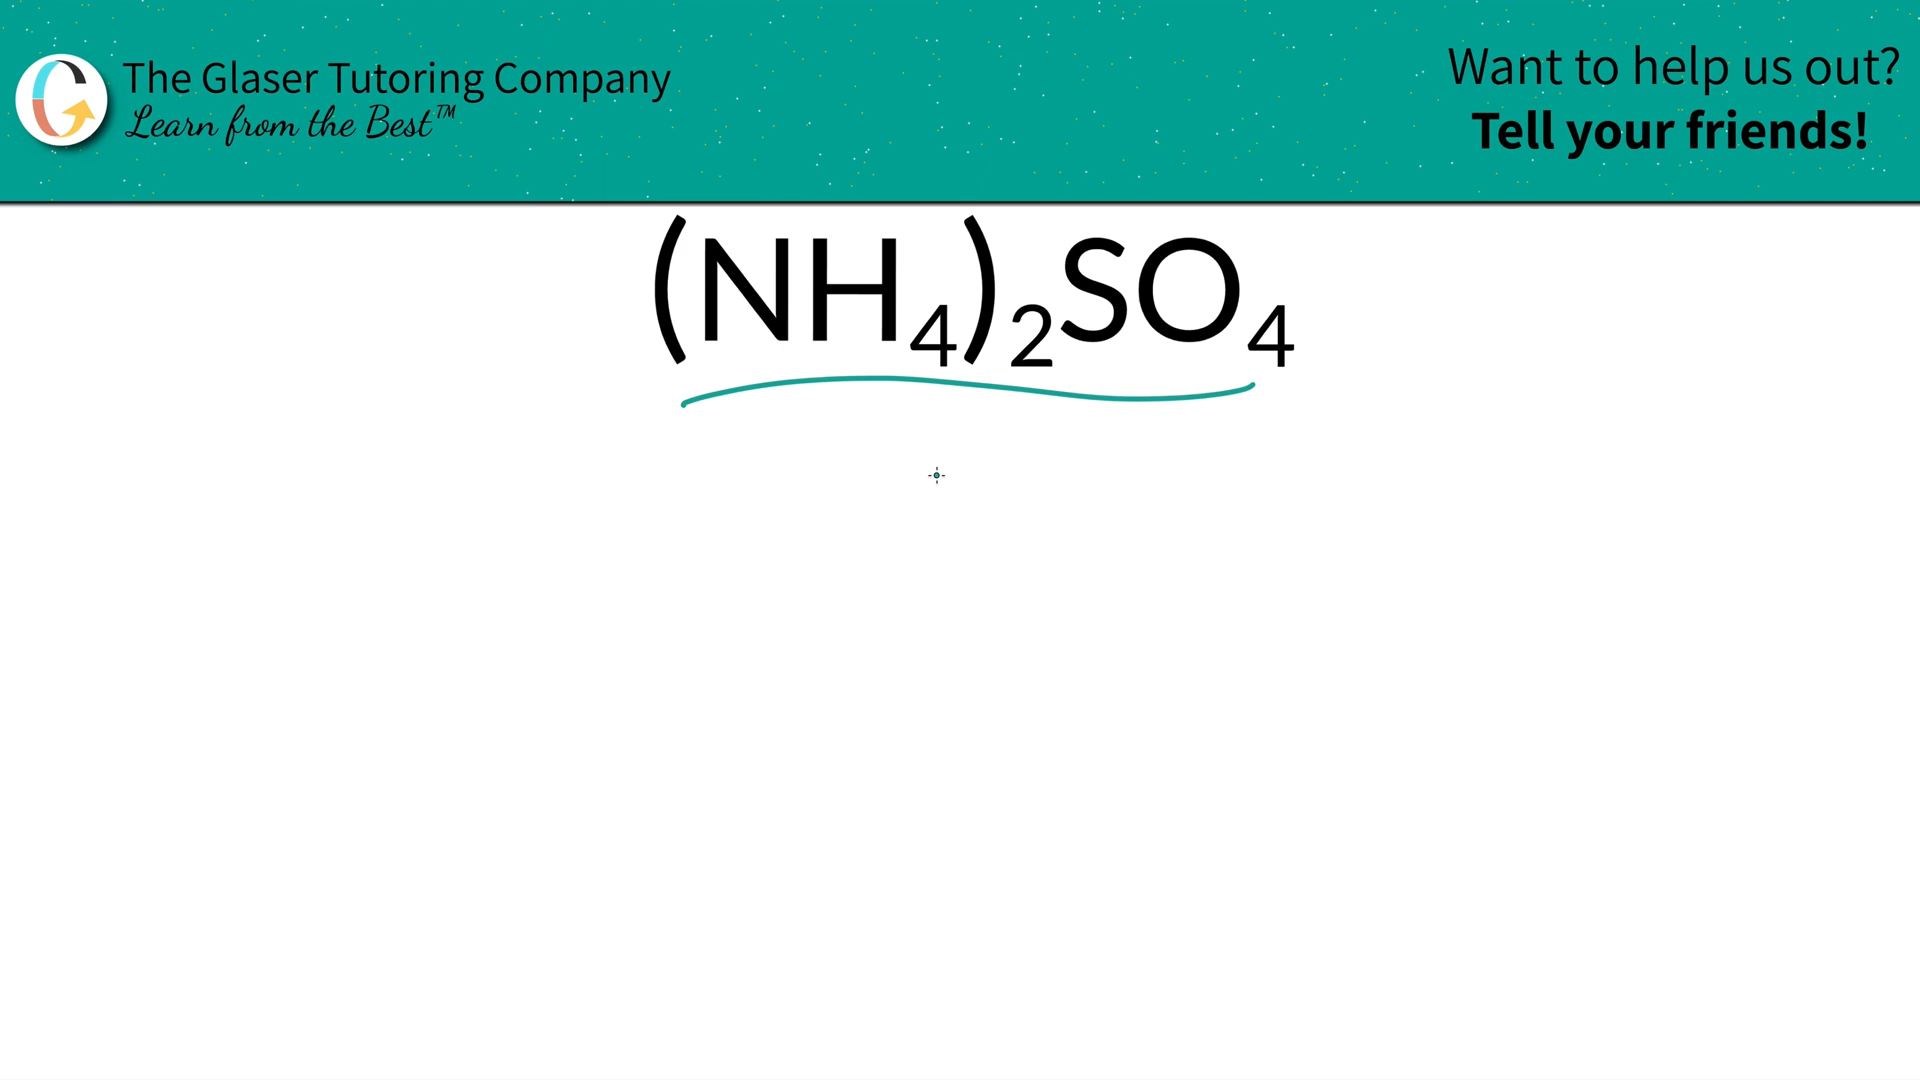 The Glaser Tutoring Company
Learn from the Best™
Want to help us out?
Tell your friends!
(NH₄)₂SO₄